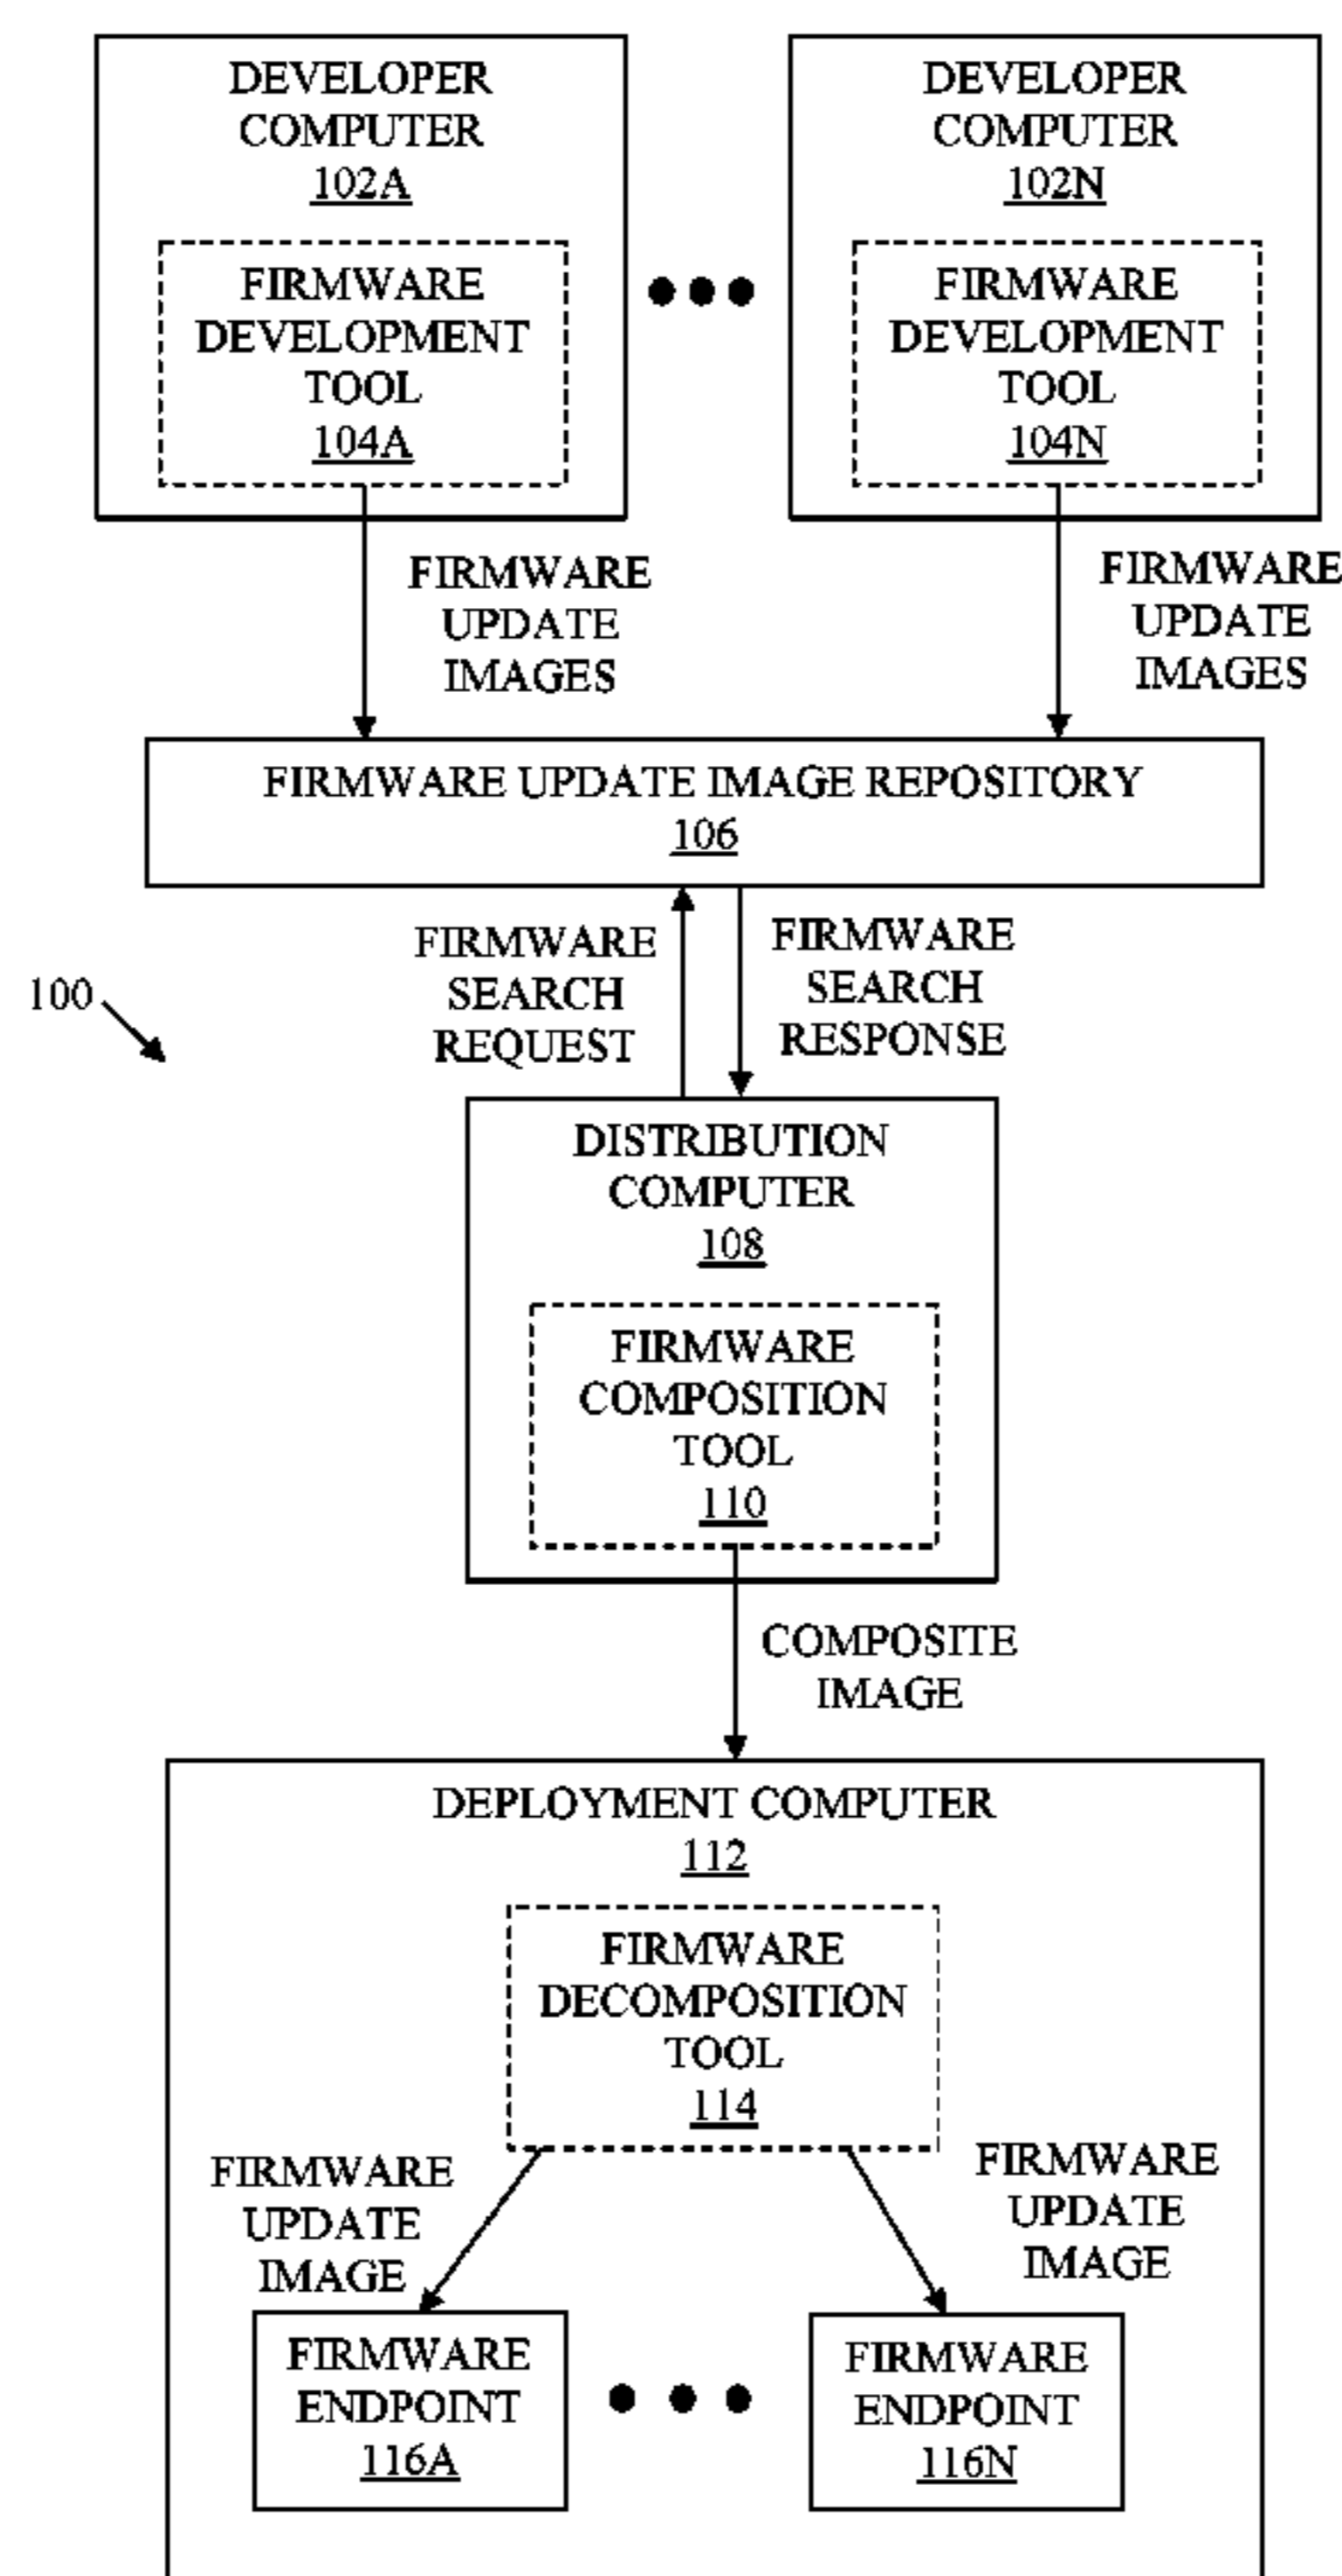 DEVELOPER
COMPUTER
102A
FIRMWARE
DEVELOPMENT
TOOL
104A
DEVELOPER
COMPUTER
102N
FIRMWARE
DEVELOPMENT
TOOL
104N
FIRMWARE
UPDATE
IMAGES
FIRMWARE
UPDATE
IMAGES
FIRMWARE UPDATE IMAGE REPOSITORY
106
FIRMWARE
SEARCH
REQUEST
FIRMWARE
SEARCH
RESPONSE
100
DISTRIBUTION
COMPUTER
108
FIRMWARE
COMPOSITION
TOOL
110
COMPOSITE
IMAGE
DEPLOYMENT COMPUTER
112
FIRMWARE
DECOMPOSITION
TOOL
114
FIRMWARE
UPDATE
IMAGE
FIRMWARE
UPDATE
IMAGE
FIRMWARE
ENDPOINT
116A
FIRMWARE
ENDPOINT
116N